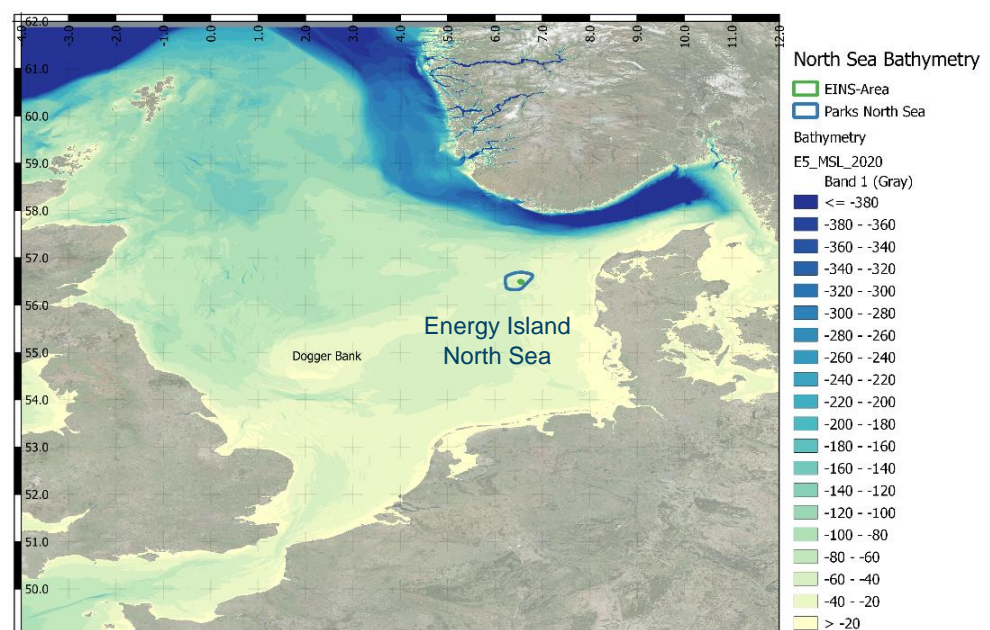 62.0
-4.0 -3.0 -2.0 -1.0 0.0 1.0 2.0 3.0 4.0 5.0 6.0 7.0 8.0 9.0 10.0 11.0 12.0
61.0
60.0
59.0
58.0
57.0
56.0
55.0
54.0
53.0
52.0
51.0
50.0
Energy Island
North Sea
Dogger Bank
North Sea Bathymetry
EINS-Area
Parks North Sea
Bathymetry
E5_MSL_2020
Band 1 (Gray)
<= -380
-380 - -360
-360 - -340
-340 - -320
-320 - -300
-300 - -280
-280 - -260
-260 - -240
-240 - -220
-220 - -200
-200 - -180
-180 - -160
-160 - -140
-140 - -120
-120 - -100
-100 - -80
-80 - -60
-60 - -40
-40 - -20
> -20